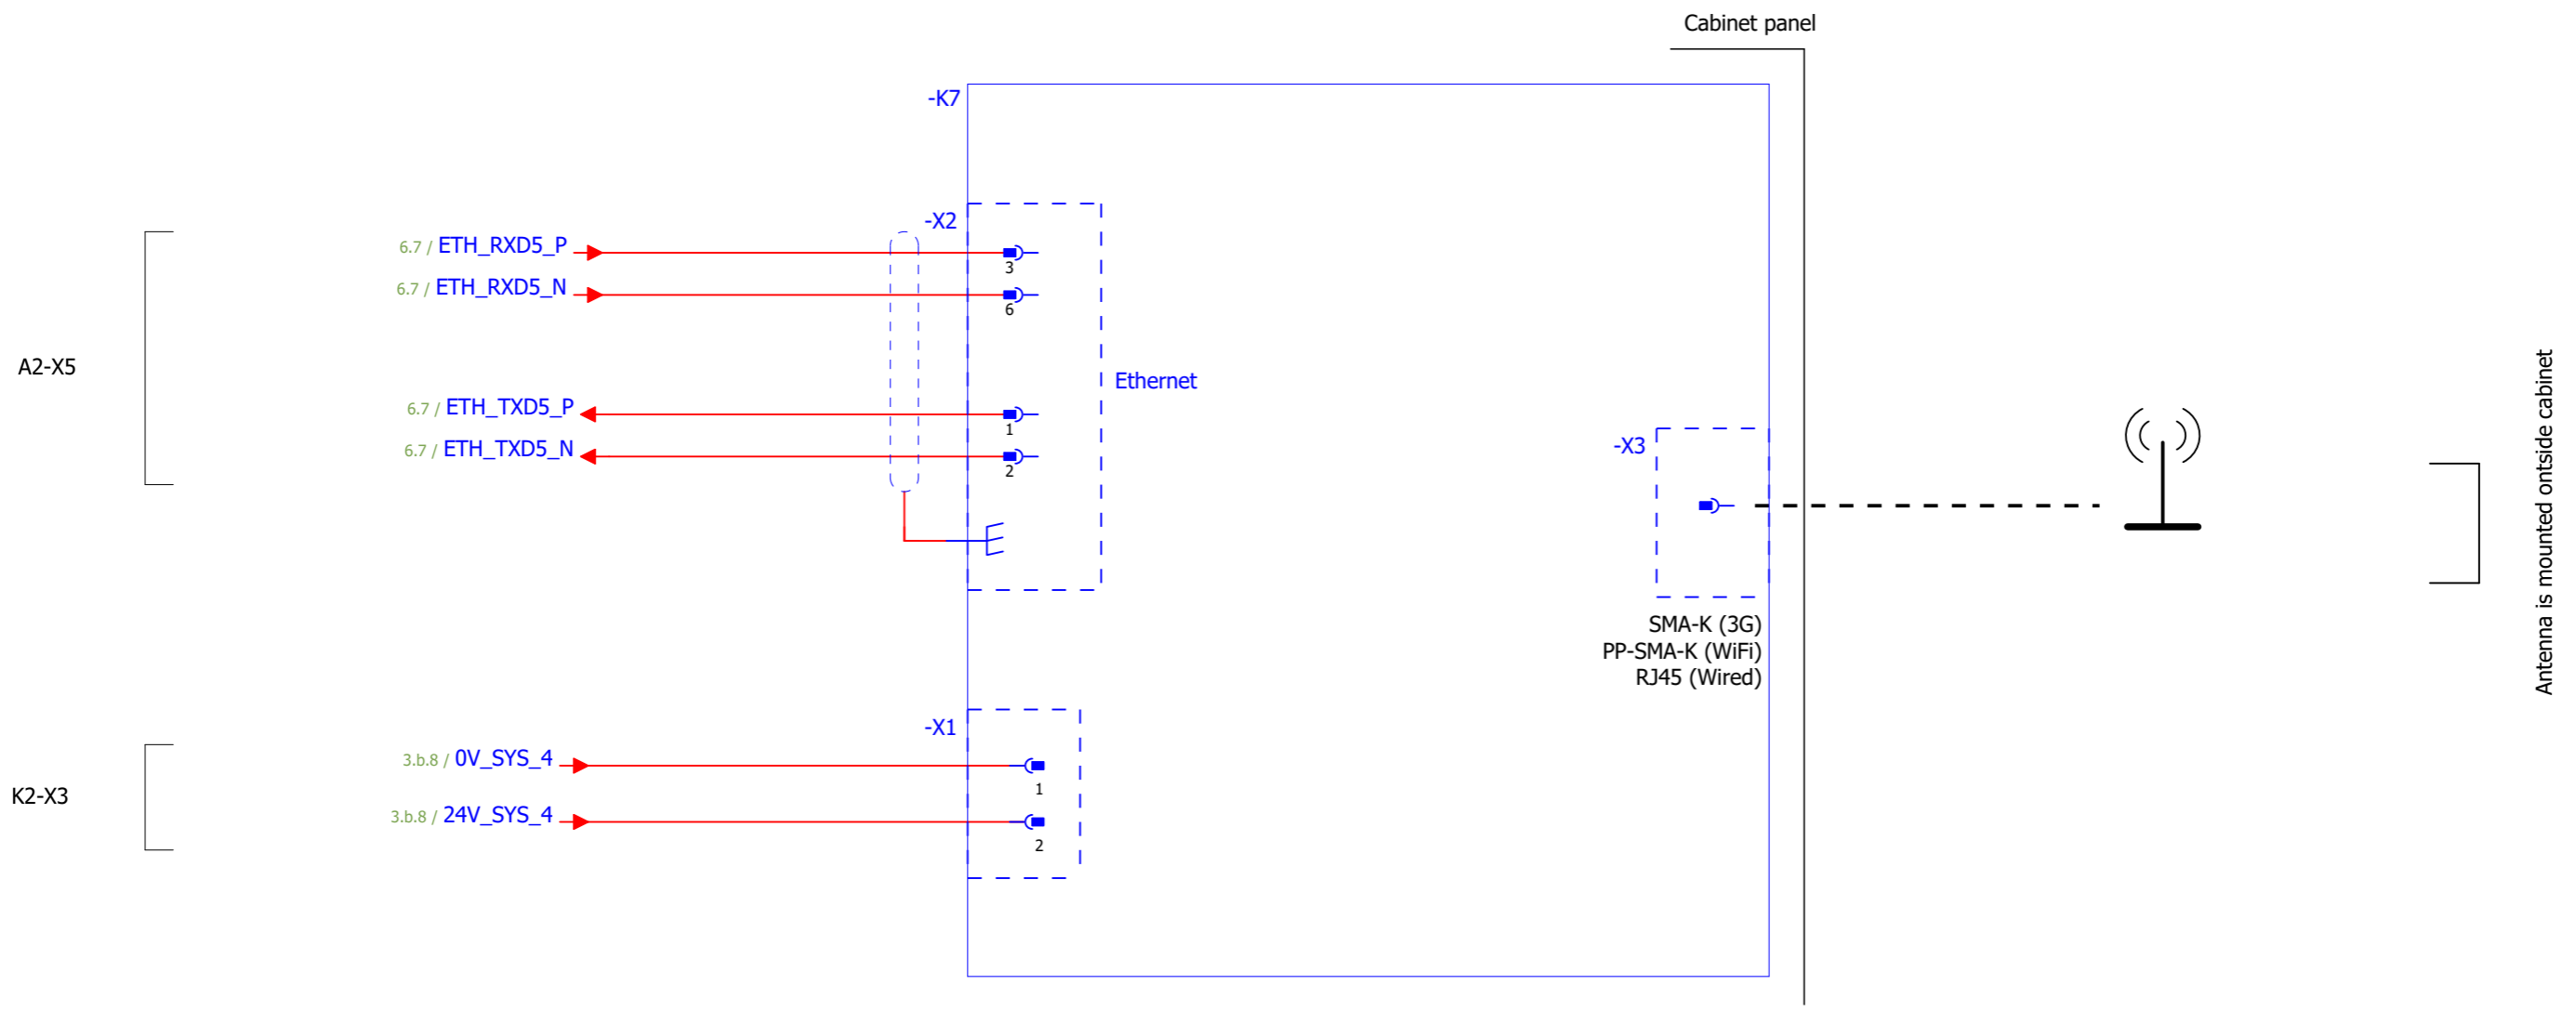 Cabinet panel
-K7
-X2
6.7 / ETH_RXD5_P
3
6.7 / ETH_RXD5_N
6
A2-X5
Ethernet
6.7 / ETH_TXD5_P
1
6.7 / ETH_TXD5_N
2
-X3
SMA-K (3G)
PP-SMA-K (WiFi)
RJ45 (Wired)
Antenna is mounted ontside cabinet
-X1
3.b.8 / 0V_SYS_4
1
K2-X3
3.b.8 / 24V_SYS_4
2